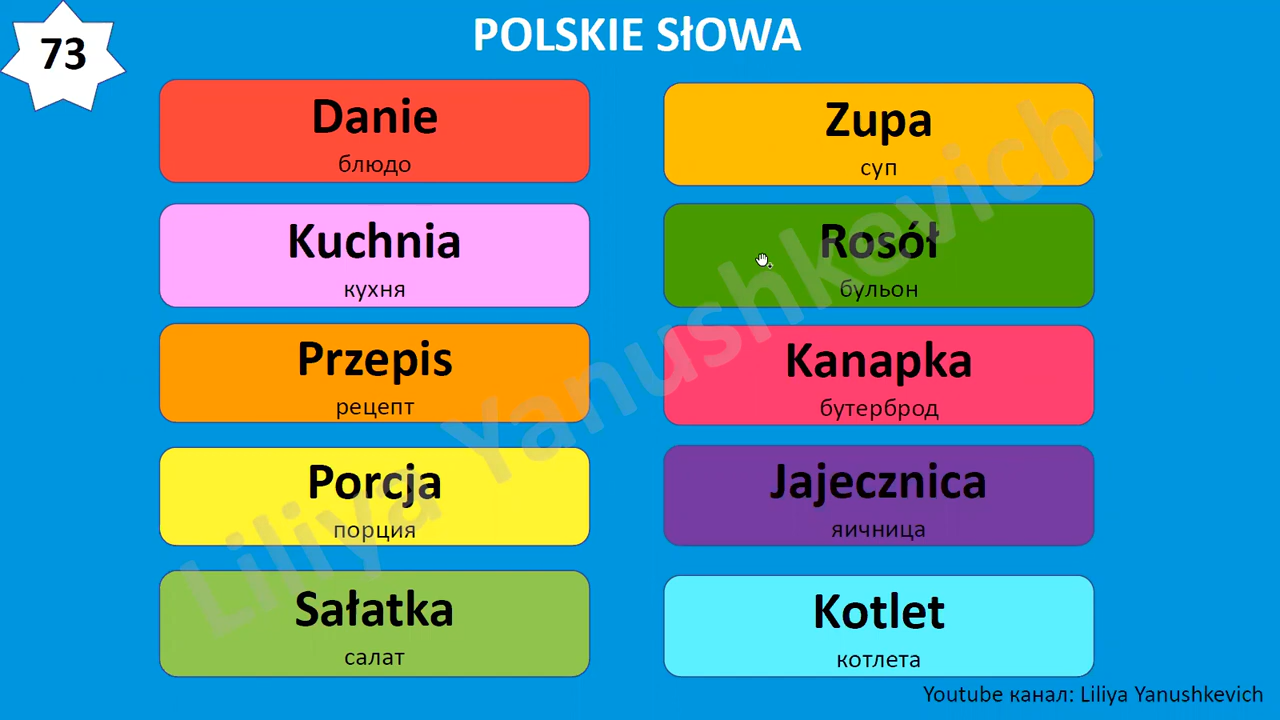 73
POLSKIE SłOWA
Danie
блюдо
Kuchnia
кухня
Przepis
рецепт
Porcja
порция
Sałatka
салат
Zupa
суп
Rosół
бульон
Kanapka
бутерброд
Jajecznica
яичница
Kotlet
котлета
Liliya Yanushkovich
Youtube канал: Liliya Yanushkevich